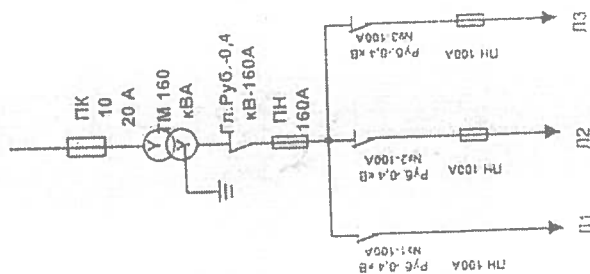 ПК
10
20 А
ТМ 160
кВА
Гл.Руб.-0,4
кВ-160А
ПН
160А
Руб.-0,4 кВ
№1-100А
ПН 100А
Л1
Руб.-0,4 кВ
№2-100А
ПН 100А
Л2
Руб.-0,4 кВ
№3-100А
ПН 100А
Л3